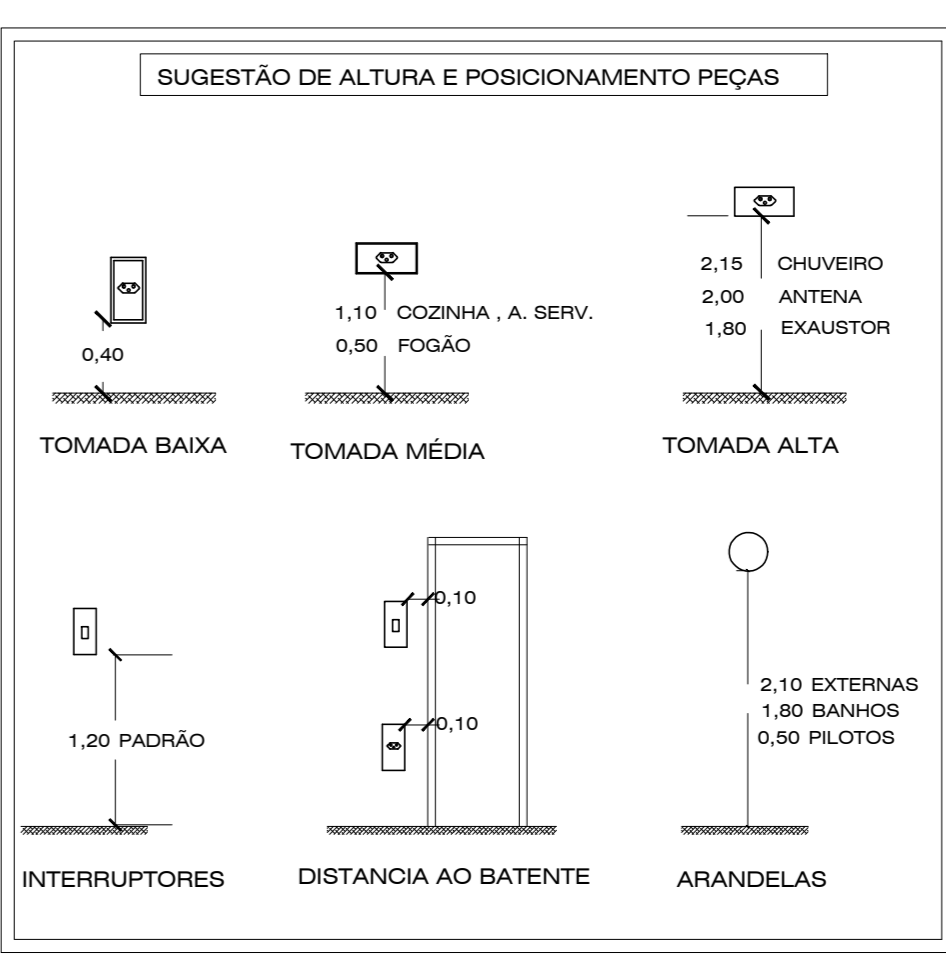 SUGESTÃO DE ALTURA E POSICIONAMENTO PEÇAS
0,40
TOMADA BAIXA
1,10 COZINHA , A. SERV.
0,50 FOGÃO
TOMADA MÉDIA
2,15 CHUVEIRO
2,00 ANTENA
1,80 EXAUSTOR
TOMADA ALTA
1,20 PADRÃO
INTERRUPTORES
0,10
0,10
DISTANCIA AO BATENTE
2,10 EXTERNAS
1,80 BANHOS
0,50 PILOTOS
ARANDELAS